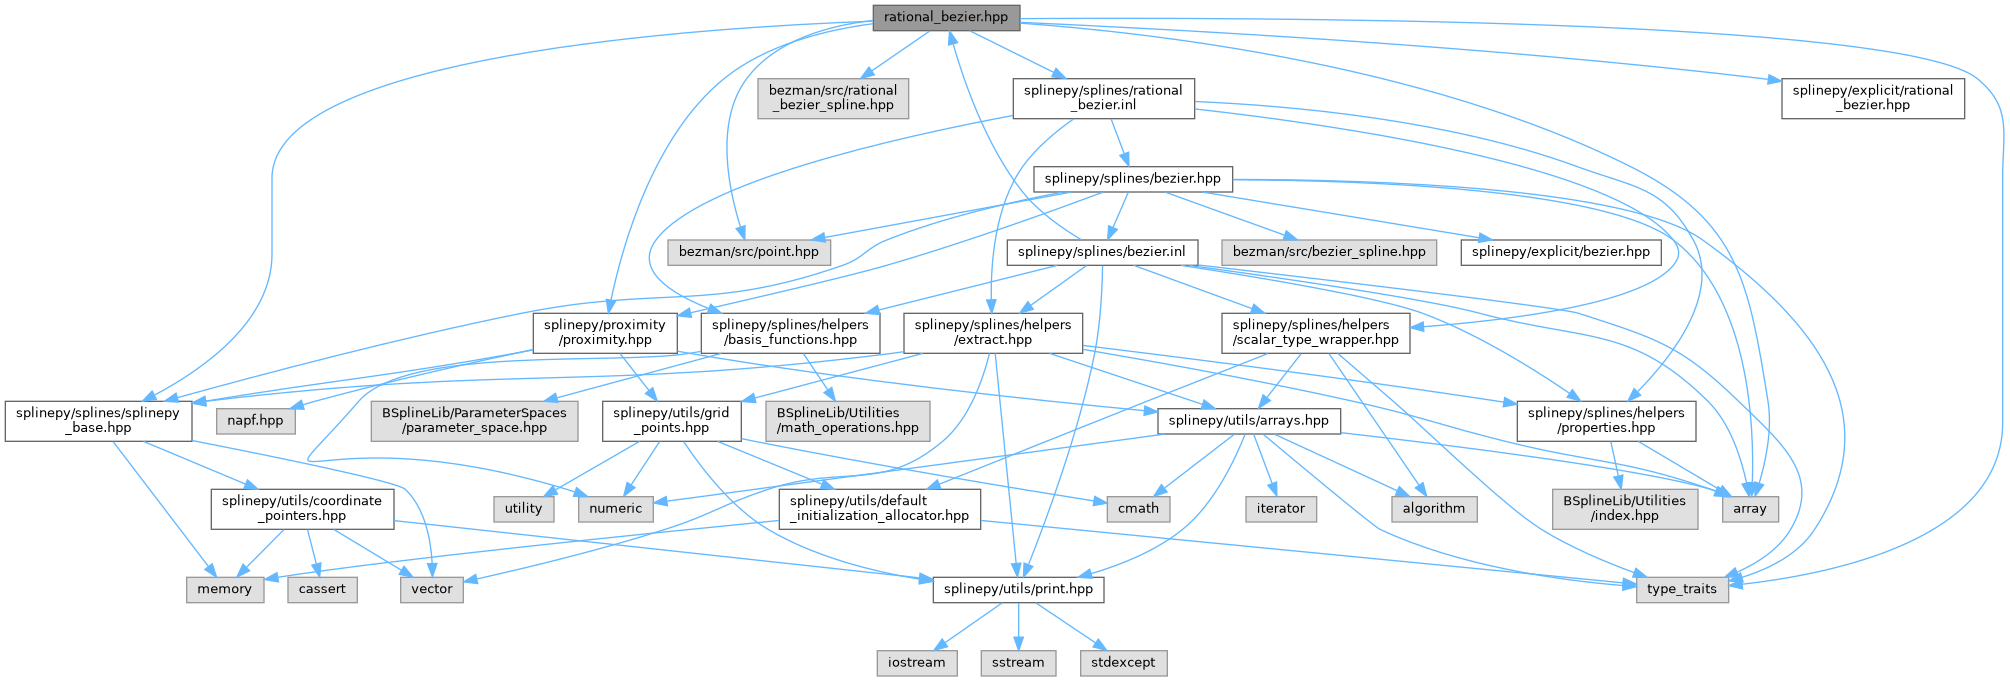 rational_bezier.hpp
bezman/src/rational
_bezier_spline.hpp
splinepy/splines/rational
_bezier.inl
splinepy/explicit/rational
_bezier.hpp
splinepy/splines/bezier.hpp
bezman/src/point.hpp
splinepy/splines/bezier.inl
bezman/src/bezier_spline.hpp
splinepy/explicit/bezier.hpp
splinepy/proximity
/proximity.hpp
splinepy/splines/helpers
/basis_functions.hpp
splinepy/splines/helpers
/extract.hpp
splinepy/splines/helpers
/scalar_type_wrapper.hpp
splinepy/splines/splinepy
_base.hpp
napf.hpp
BSplineLib/ParameterSpaces
/parameter_space.hpp
splinepy/utils/grid
_points.hpp
BSplineLib/Utilities
/math_operations.hpp
splinepy/utils/arrays.hpp
splinepy/splines/helpers
/properties.hpp
splinepy/utils/coordinate
_pointers.hpp
utility
numeric
splinepy/utils/default
_initialization_allocator.hpp
cmath
iterator
algorithm
BSplineLib/Utilities
/index.hpp
array
memory
cassert
vector
splinepy/utils/print.hpp
type_traits
iostream
sstream
stdexcept